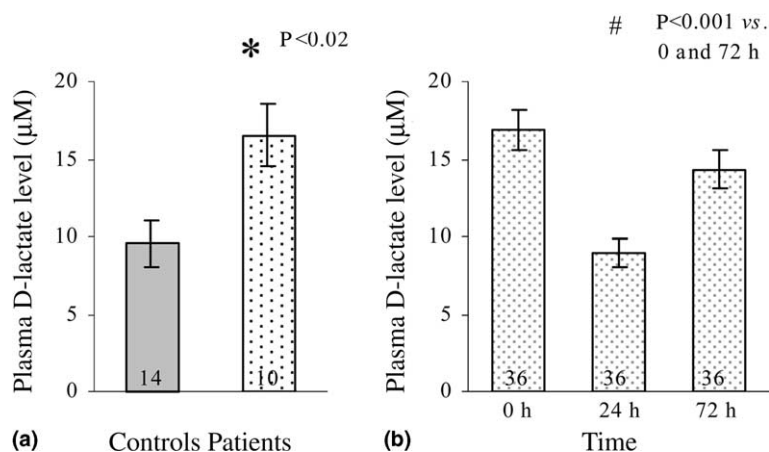 * P<0.02
Plasma D-lactate level (µM)
20
15
10
5
0
14
10
(a) Controls Patients
# P<0.001 vs.
0 and 72 h
Plasma D-lactate level (µM)
20
15
10
5
0
36
36
36
0 h
24 h
72 h
(b) Time